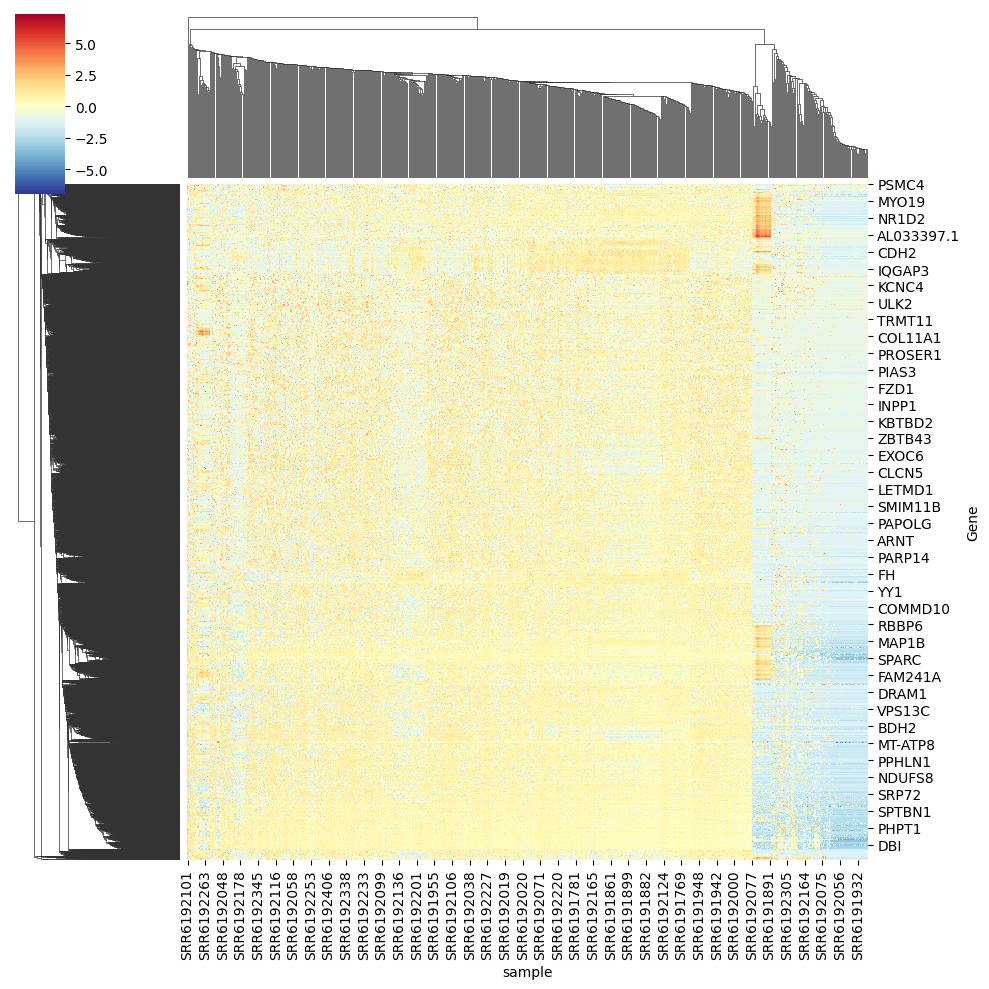 5.0
2.5
0.0
−2.5
−5.0
PSMC4
MYO19
NR1D2
AL033397.1
CDH2
IQGAP3
KCNC4
ULK2
TRMT11
COL11A1
PROSER1
PIAS3
FZD1
INPP1
KBTBD2
ZBTB43
EXOC6
CLCN5
LETMD1
SMIM11B
PAPOLG
ARNT
PARP14
FH
YY1
COMMD10
RBBP6
MAP1B
SPARC
FAM241A
DRAM1
VPS13C
BDH2
MT-ATP8
PPHLN1
NDUFS8
SRP72
SPTBN1
PHPT1
DBI
Gene
SRR6192101
SRR6192263
SRR6192048
SRR6192178
SRR6192345
SRR6192116
SRR6192058
SRR6192253
SRR6192406
SRR6192338
SRR6192233
SRR6192099
SRR6192136
SRR6192201
SRR6191955
SRR6192106
SRR6192038
SRR6192227
SRR6192019
SRR6192020
SRR6192071
SRR6192220
SRR6191781
SRR6192165
SRR6191861
SRR6191899
SRR6191882
SRR6192124
SRR6191769
SRR6191948
SRR6191942
SRR6192000
SRR6192077
SRR6191891
SRR6192305
SRR6192164
SRR6192075
SRR6192056
SRR6191932
sample